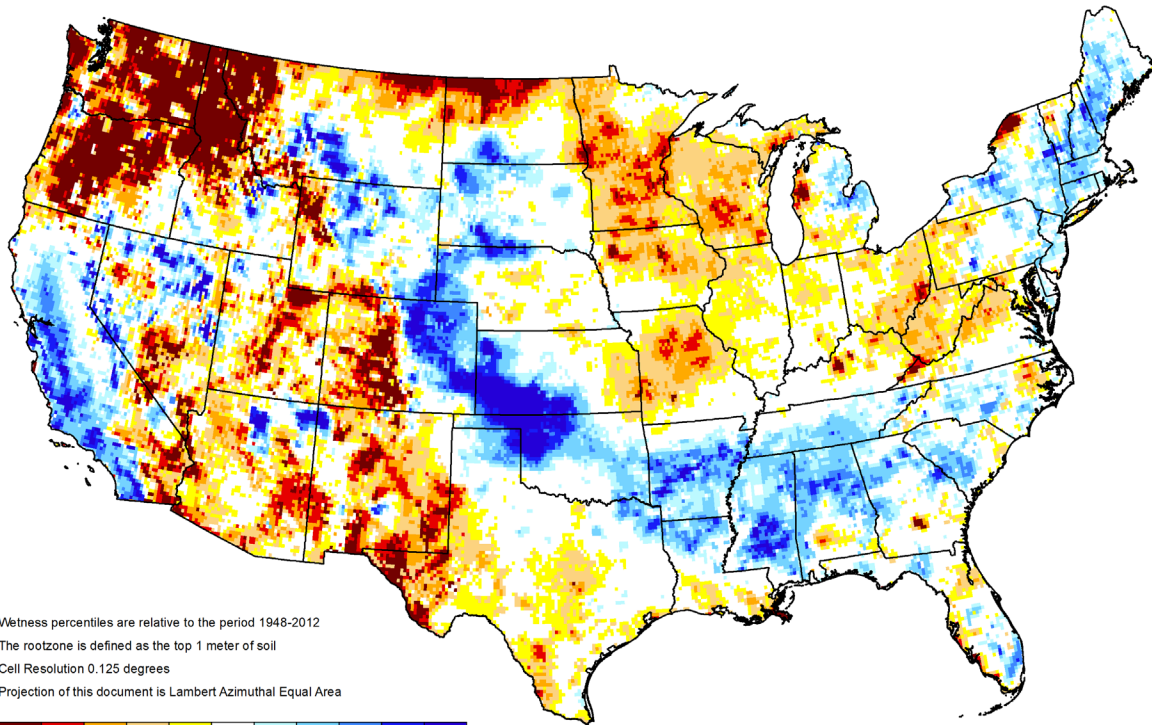 Wetness percentiles are relative to the period 1948-2012
The rootzone is defined as the top 1 meter of soil
Cell Resolution 0.125 degrees
Projection of this document is Lambert Azimuthal Equal Area